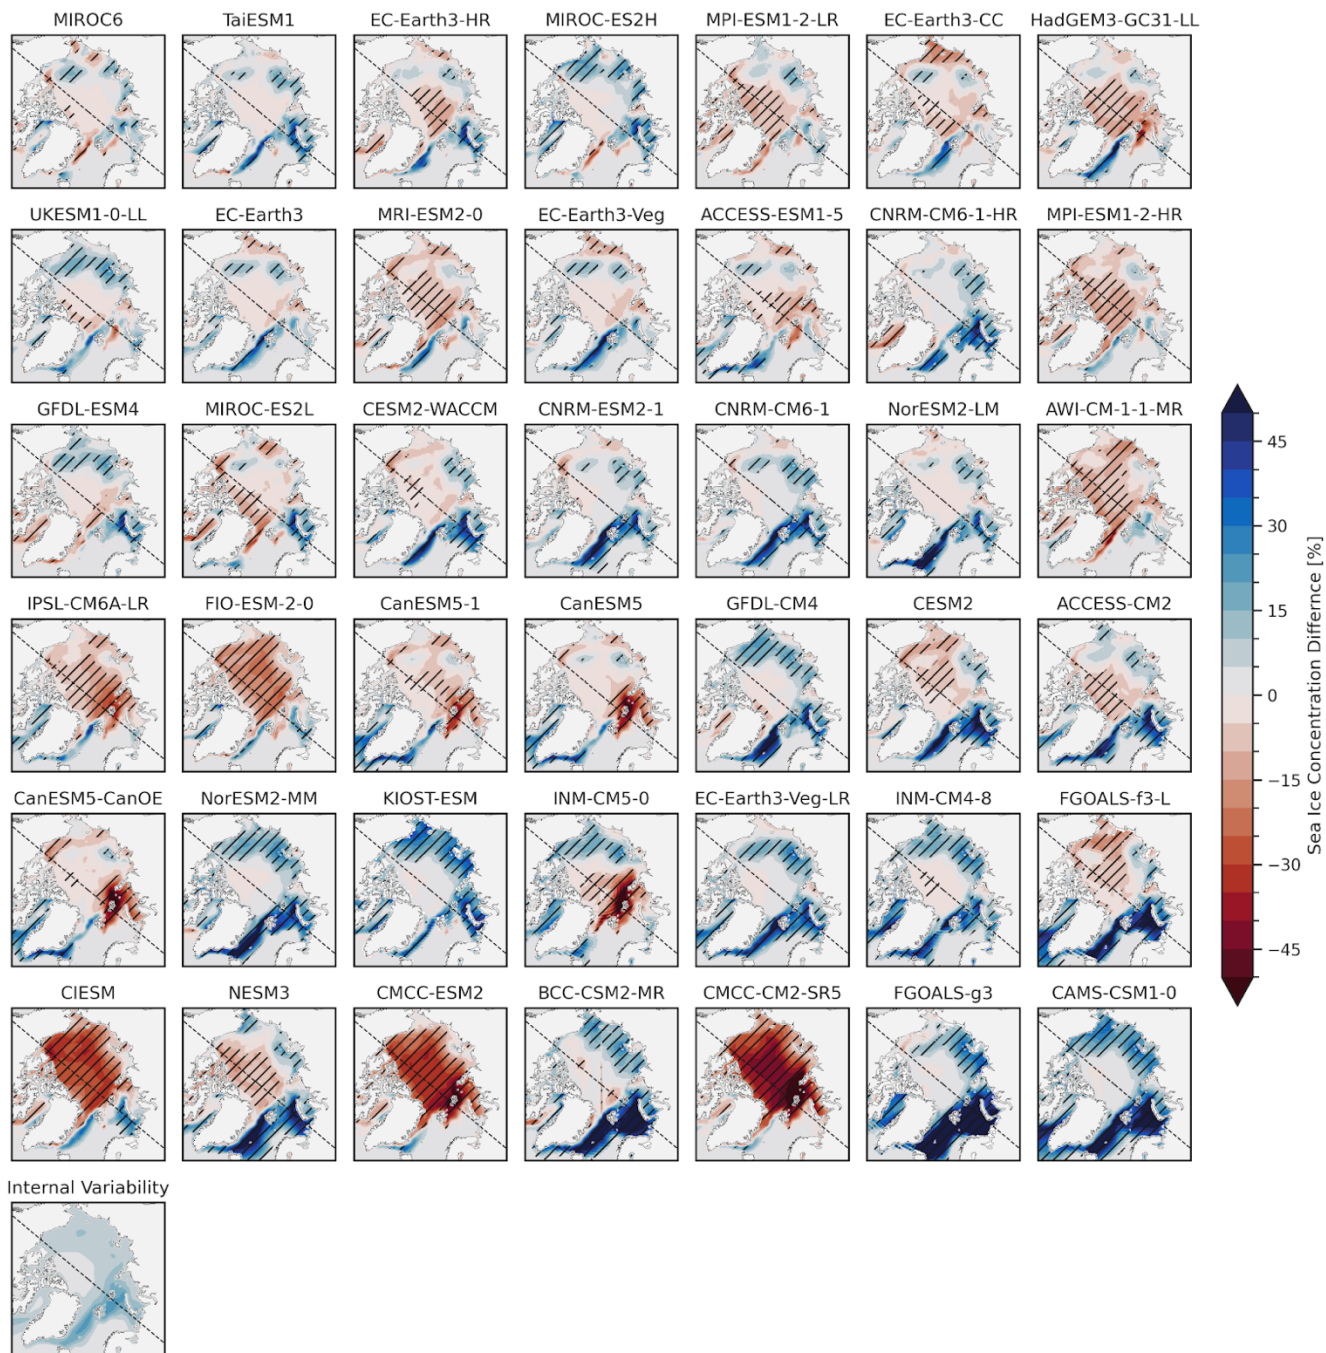 MIROC6 TaiESM1 EC-Earth3-HR MIROC-ES2H MPI-ESM1-2-LR EC-Earth3-CC HadGEM3-GC31-LL
UKESM1-0-LL EC-Earth3 MRI-ESM2-0 EC-Earth3-Veg ACCESS-ESM1-5 CNRM-CM6-1-HR MPI-ESM1-2-HR
GFDL-ESM4 MIROC-ES2L CESM2-WACCM CNRM-ESM2-1 CNRM-CM6-1 NorESM2-LM AWI-CM-1-1-MR
IPSL-CM6A-LR FIO-ESM-2-0 CanESM5-1 CanESM5 GFDL-CM4 CESM2 ACCESS-CM2
CanESM5-CanOE NorESM2-MM KIOST-ESM INM-CM5-0 EC-Earth3-Veg-LR INM-CM4-8 FGOALS-f3-L
CIESM NESM3 CMCC-ESM2 BCC-CSM2-MR CMCC-CM2-SR5 FGOALS-g3 CAMS-CSM1-0
Internal Variability
45
30
15
0
−15
−30
−45
Sea Ice Concentration Differnce [%]